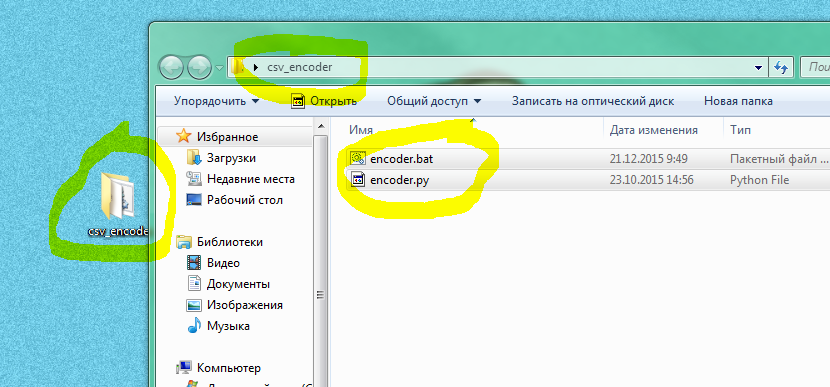 csv_encoder
Пои
Упорядочить
Открыть
Общий доступ
Записать на оптический диск
Новая папка
Имя
Дата изменения
Тип
Избранное
Загрузки
Недавние места
Рабочий стол
Библиотеки
Видео
Документы
Изображения
Музыка
Компьютер
encoder.bat 21.12.2015 9:49 Пакетный файл ...
encoder.py 23.10.2015 14:56 Python File
csv_encode